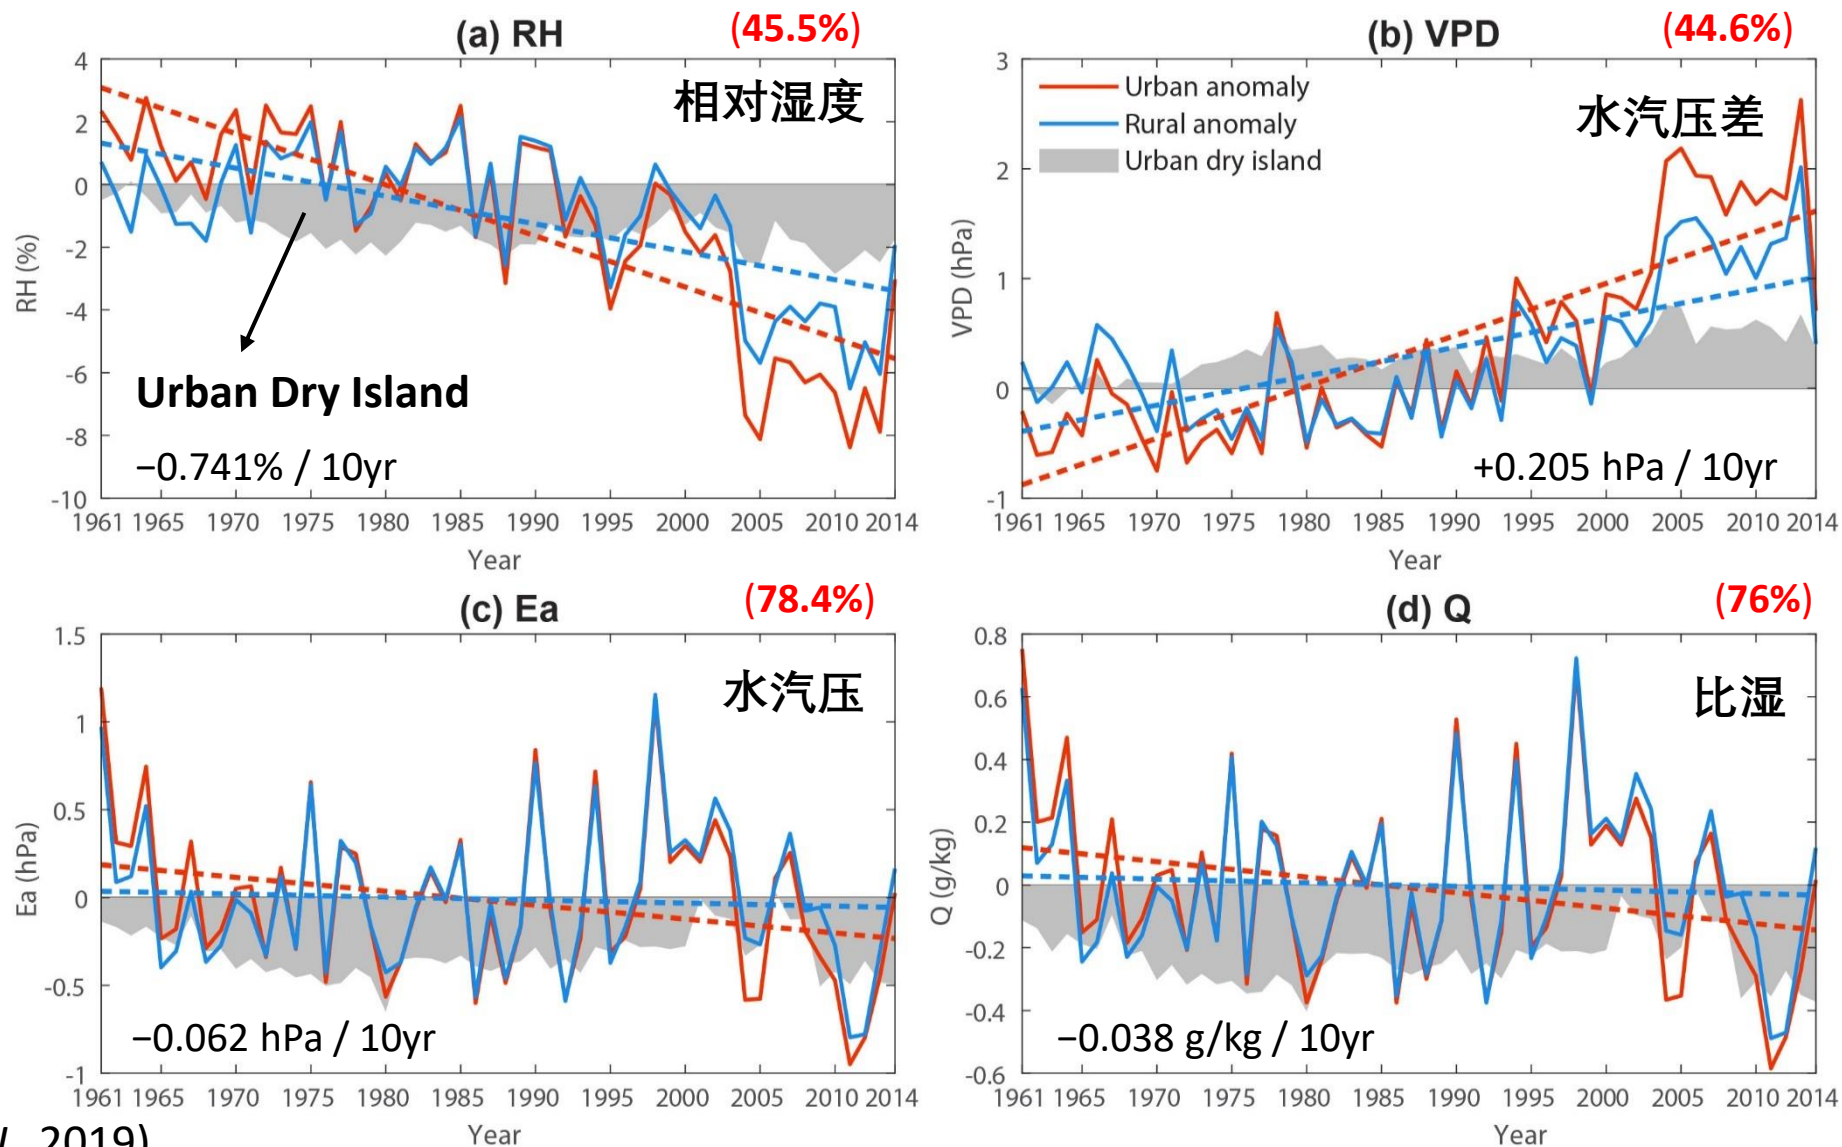 (a) RH (45.5%)
4
2
0
-2
-4
-6
-8
-10
RH (%)
相对湿度
Urban Dry Island
−0.741% / 10yr
1961 1965 1970 1975 1980 1985 1990 1995 2000 2005 2010 2014
Year
(b) VPD (44.6%)
3
2
1
0
-1
VPD (hPa)
Urban anomaly
Rural anomaly
Urban dry island
水汽压差
+0.205 hPa / 10yr
1961 1965 1970 1975 1980 1985 1990 1995 2000 2005 2010 2014
Year
(c) Ea (78.4%)
1.5
1
0.5
0
-0.5
-1
Ea (hPa)
水汽压
−0.062 hPa / 10yr
1961 1965 1970 1975 1980 1985 1990 1995 2000 2005 2010 2014
Year
(d) Q (76%)
0.8
0.6
0.4
0.2
0
-0.2
-0.4
-0.6
Q (g/kg)
比湿
−0.038 g/kg / 10yr
1961 1965 1970 1975 1980 1985 1990 1995 2000 2005 2010 2014
Year
2019)